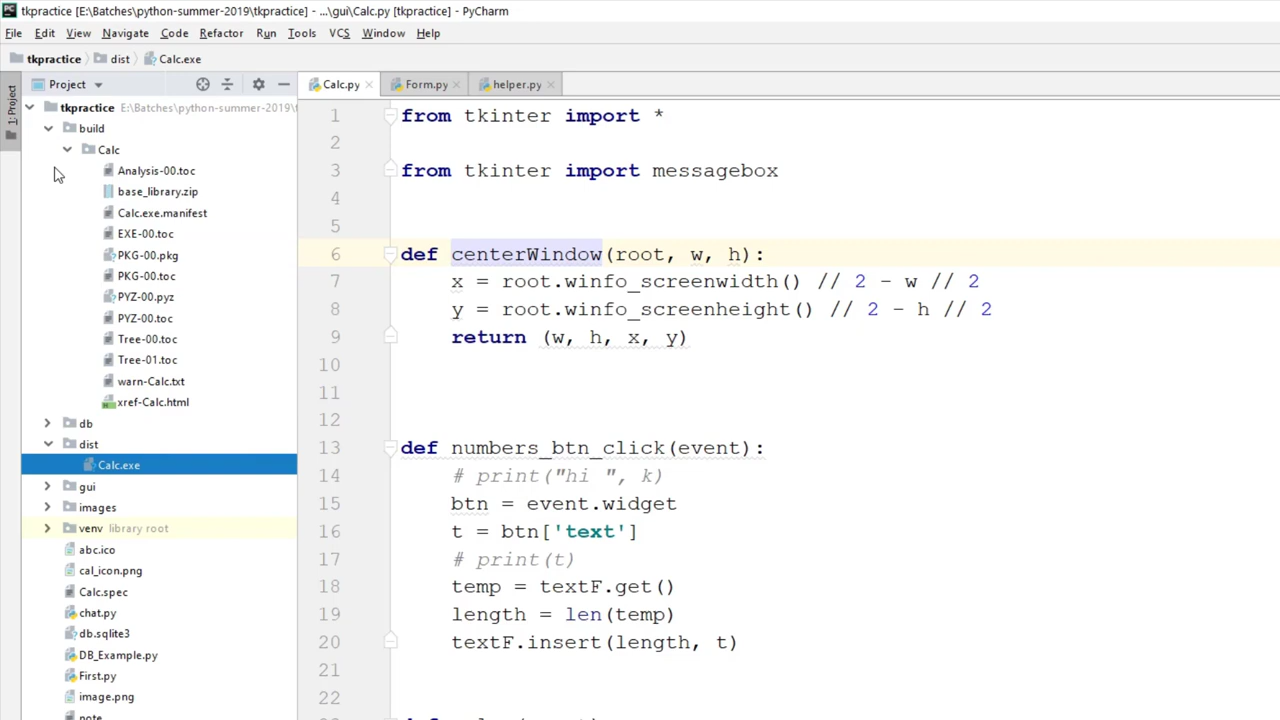 tkpractice [E:\Batches\python-summer-2019\tkpractice] - ...\gui\Calc.py [tkpractice] - PyCharm
File Edit View Navigate Code Refactor Run Tools VCS Window Help
tkpractice dist Calc.exe
Project Calc.py Form.py helper.py
1: Project
tkpractice E:\Batches\python-summer-2019\t
build
Calc
Analysis-00.toc
base_library.zip
Calc.exe.manifest
EXE-00.toc
PKG-00.pkg
PKG-00.toc
PYZ-00.pyz
PYZ-00.toc
Tree-00.toc
Tree-01.toc
warn-Calc.txt
xref-Calc.html
db
dist
Calc.exe
gui
images
venv library root
abc.ico
cal_icon.png
Calc.spec
chat.py
db.sqlite3
DB_Example.py
First.py
image.png
note
1 from tkinter import *
2
3 from tkinter import messagebox
4
5
6 def centerWindow(root, w, h):
7 x = root.winfo_screenwidth() // 2 - w // 2
8 y = root.winfo_screenheight() // 2 - h // 2
9 return (w, h, x, y)
10
11
12
13 def numbers_btn_click(event):
14 # print("hi ", k)
15 btn = event.widget
16 t = btn['text']
17 # print(t)
18 temp = textF.get()
19 length = len(temp)
20 textF.insert(length, t)
21
22